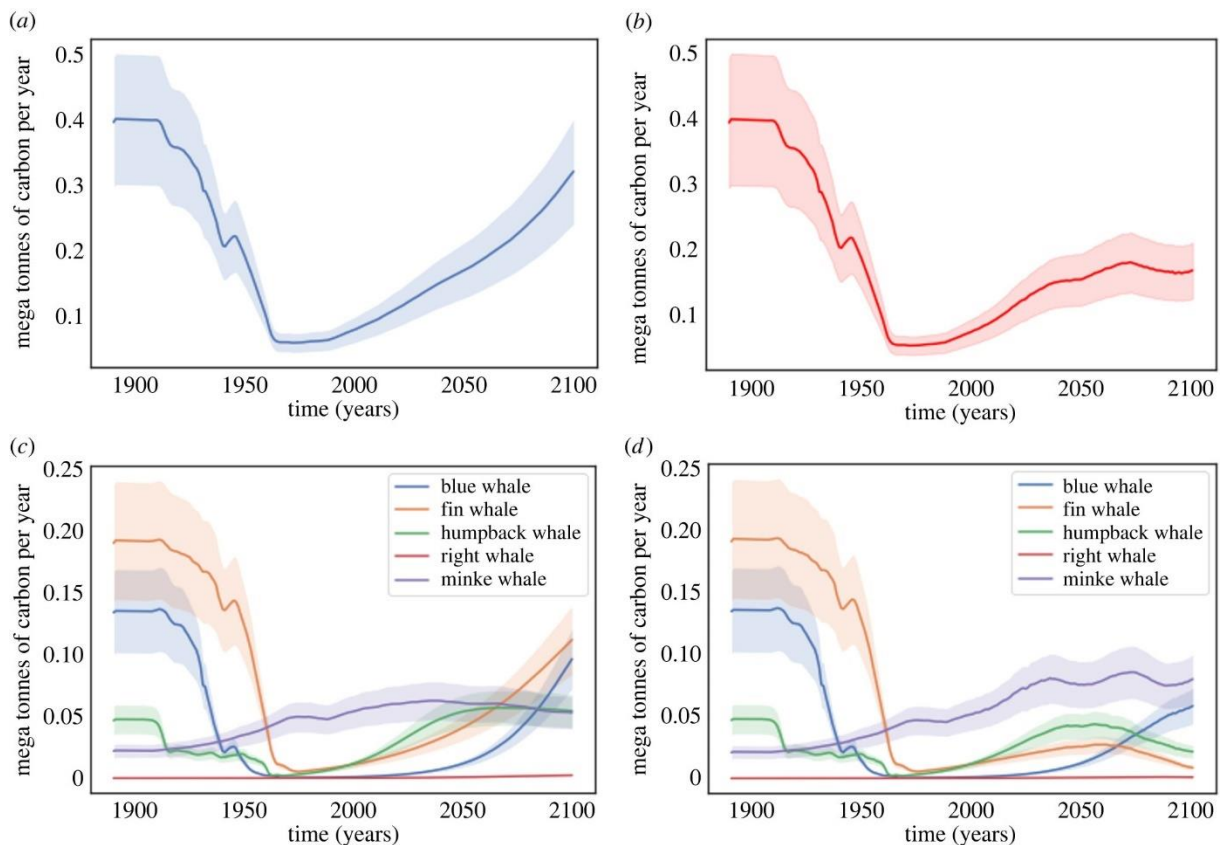 (a)
mega tonnes of carbon per year
0.5
0.4
0.3
0.2
0.1
1900 1950 2000 2050 2100
time (years)
(b)
mega tonnes of carbon per year
0.5
0.4
0.3
0.2
0.1
1900 1950 2000 2050 2100
time (years)
(c)
mega tonnes of carbon per year
0.25
0.20
0.15
0.10
0.05
0
blue whale
fin whale
humpback whale
right whale
minke whale
1900 1950 2000 2050 2100
time (years)
(d)
mega tonnes of carbon per year
0.25
0.20
0.15
0.10
0.05
0
blue whale
fin whale
humpback whale
right whale
minke whale
1900 1950 2000 2050 2100
time (years)